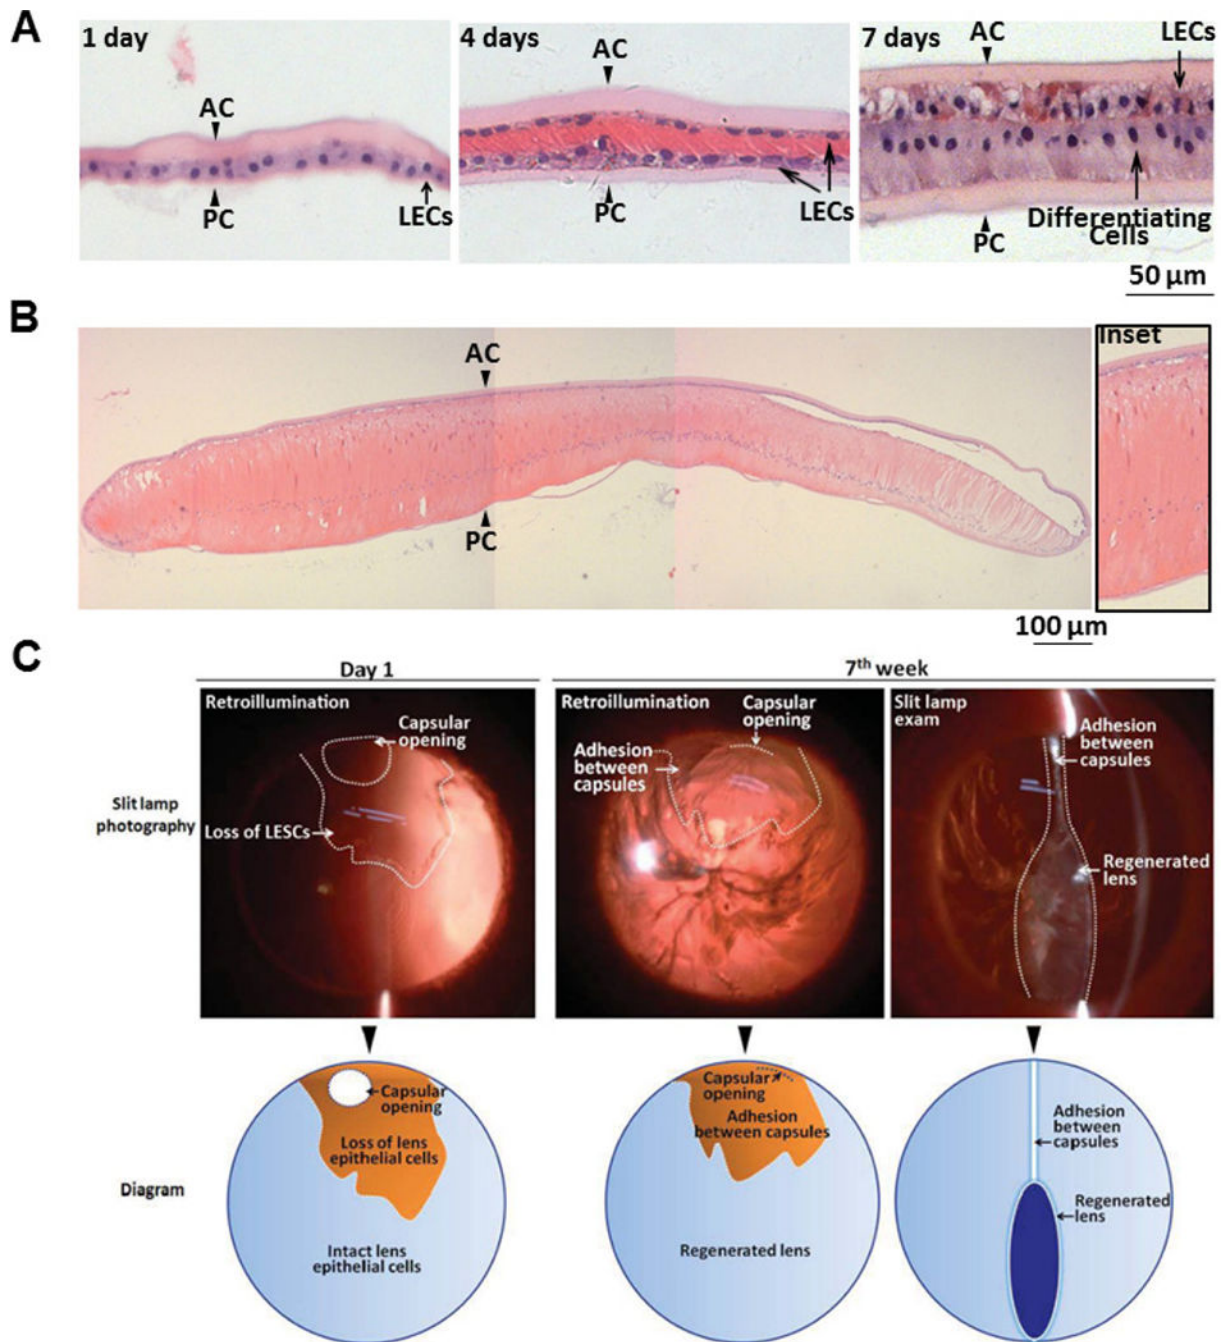 A
1 day
AC
PC
LECs
4 days
AC
PC
LECs
7 days
AC
LECs
PC
Differentiating
Cells
50 µm
B
AC
PC
Inset
100 µm
C
Day 1
7th week
Slit lamp
photography
Retroillumination
Capsular
opening
Loss of LESCs
Retroillumination
Capsular
opening
Adhesion
between
capsules
Slit lamp
exam
Adhesion
between
capsules
Regenerated
lens
Diagram
Capsular
opening
Loss of lens
epithelial cells
Intact lens
epithelial cells
Capsular
opening
Adhesion
between capsules
Regenerated lens
Adhesion
between
capsules
Regenerated
lens